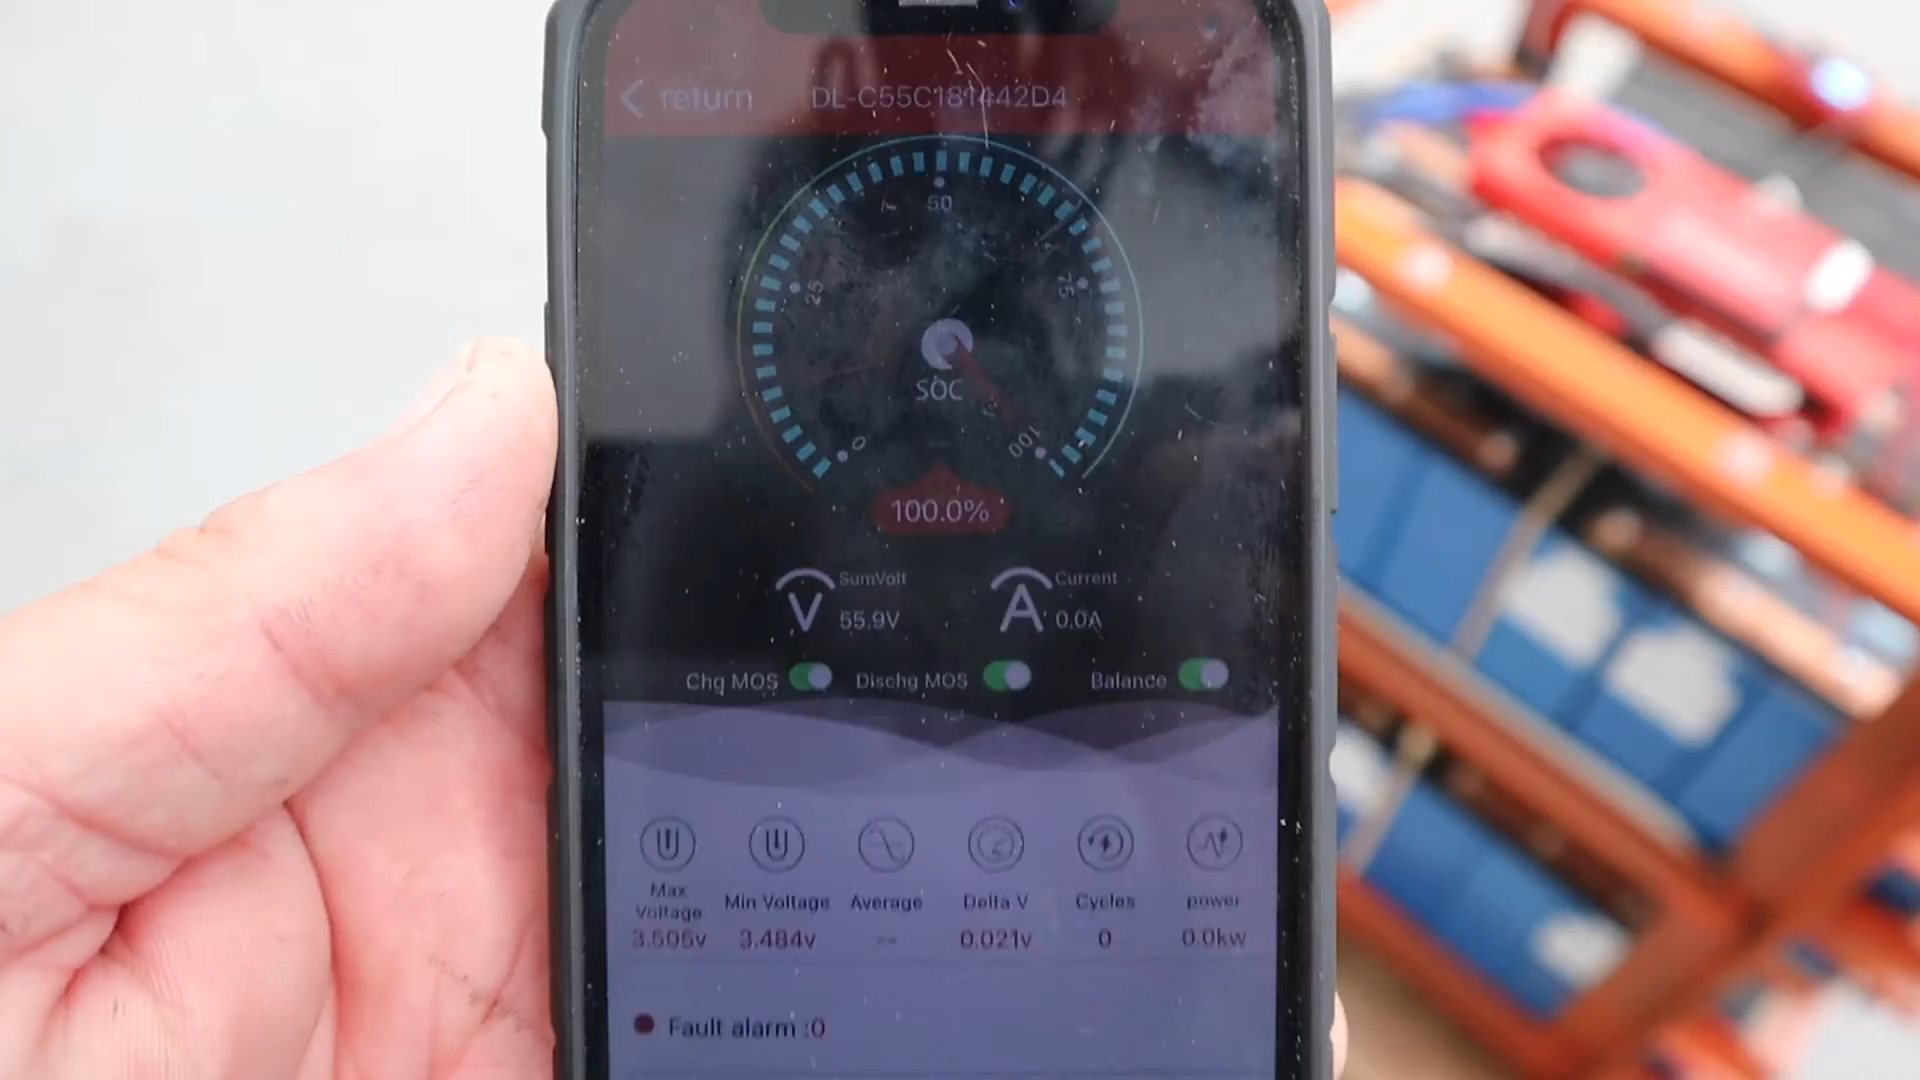 return DL-C55C181442D4
50
25 75
SOC
0 100
100.0%
SumVolt Current
V 55.9V A 0.0A
Chg MOS Dischg MOS Balance
Max Voltage Min Voltage Average Delta V Cycles power
3.505v 3.484v -- 0.021v 0 0.0kw
Fault alarm :0